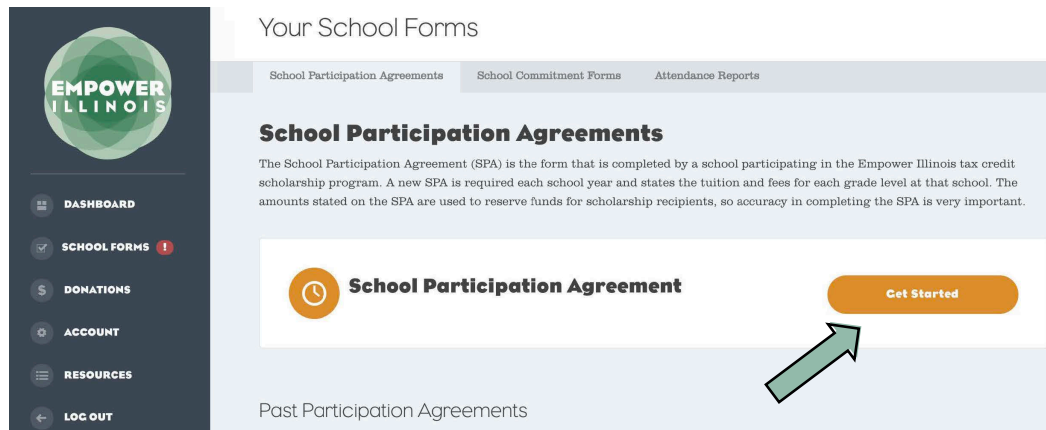 EMPOWER
ILLINOIS
DASHBOARD
SCHOOL FORMS !
$ DONATIONS
ACCOUNT
RESOURCES
LOG OUT
Your School Forms
School Participation Agreements School Commitment Forms Attendance Reports
School Participation Agreements
The School Participation Agreement (SPA) is the form that is completed by a school participating in the Empower Illinois tax credit
scholarship program. A new SPA is required each school year and states the tuition and fees for each grade level at that school. The
amounts stated on the SPA are used to reserve funds for scholarship recipients, so accuracy in completing the SPA is very important.
School Participation Agreement
Get Started
Past Participation Agreements